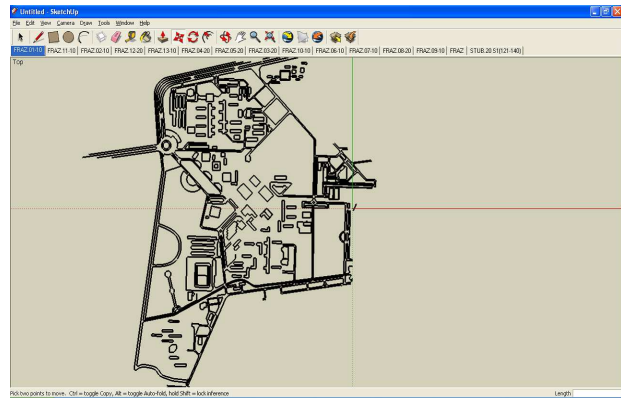 Untitled - SketchUp
File Edit View Camera Draw Tools Window Help
FRAZ.01-10 FRAZ.11-10 FRAZ.02-10 FRAZ.12-20 FRAZ.13-10 FRAZ.04-20 FRAZ.05-20 FRAZ.03-20 FRAZ.10-10 FRAZ.06-10 FRAZ.07-10 FRAZ.08-20 FRAZ.09-10 FRAZ STUB.20 S1(121-140)
Top
Pick two points to move. Ctrl = toggle Copy, Alt = toggle Auto-fold, hold Shift = lock inference Length